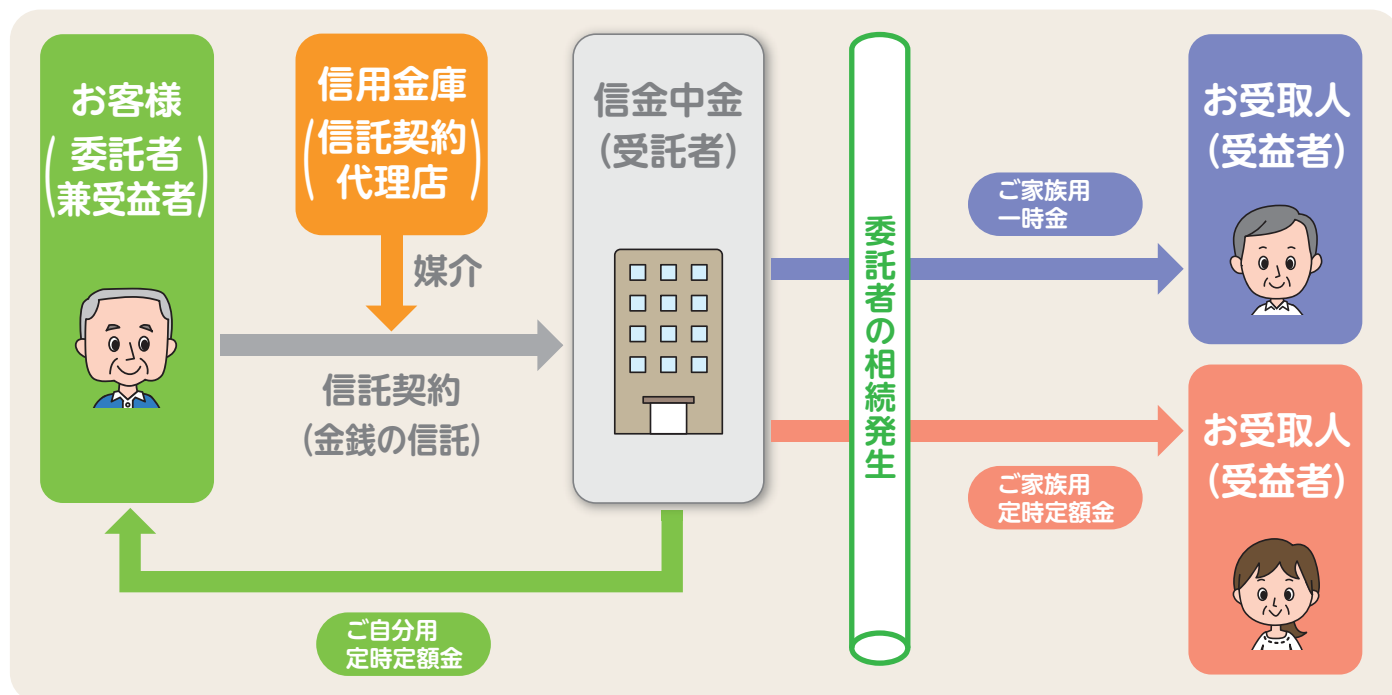 お客様
(委託者
兼受益者)
信用金庫
(信託契約
代理店)
媒介
信託契約
(金銭の信託)
信金中金
(受託者)
ご自分用
定時定額金
委託者の相続発生
ご家族用
一時金
お受取人
(受益者)
ご家族用
定時定額金
お受取人
(受益者)